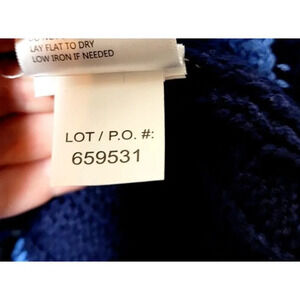 LAY FLAT TO DRY
LOW IRON IF NEEDED
LOT / P.O. #:
659531